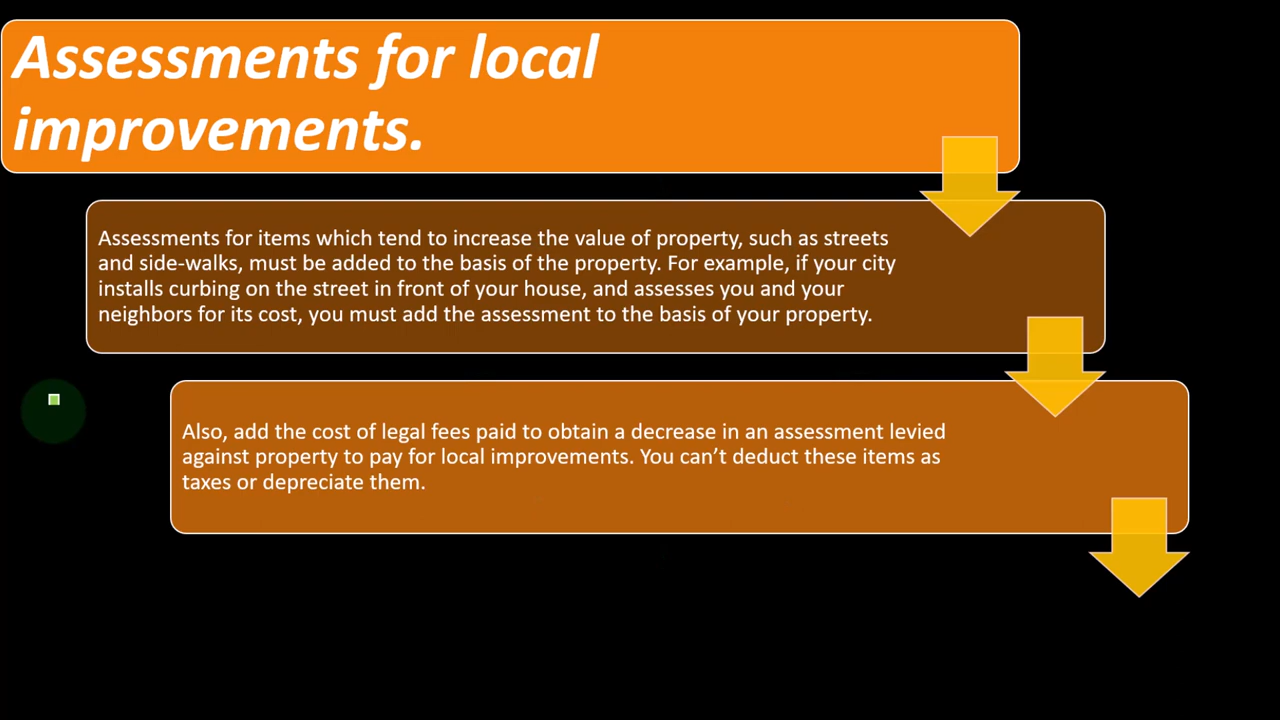 Assessments for local
improvements.
Assessments for items which tend to increase the value of property, such as streets
and side-walks, must be added to the basis of the property. For example, if your city
installs curbing on the street in front of your house, and assesses you and your
neighbors for its cost, you must add the assessment to the basis of your property.
Also, add the cost of legal fees paid to obtain a decrease in an assessment levied
against property to pay for local improvements. You can’t deduct these items as
taxes or depreciate them.